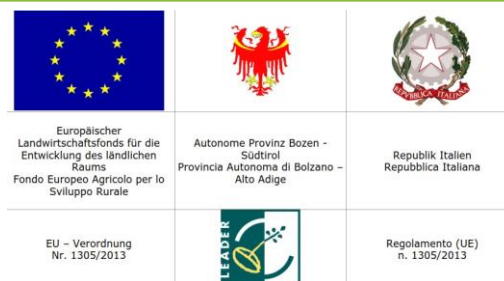 REPVBBLICA ITALIANA
Europäischer
Landwirtschaftsfonds für die
Entwicklung des ländlichen
Raums
Fondo Europeo Agricolo per lo
Sviluppo Rurale
Autonome Provinz Bozen -
Südtirol
Provincia Autonoma di Bolzano –
Alto Adige
Republik Italien
Repubblica Italiana
EU – Verordnung
Nr. 1305/2013
LEADER
Regolamento (UE)
n. 1305/2013